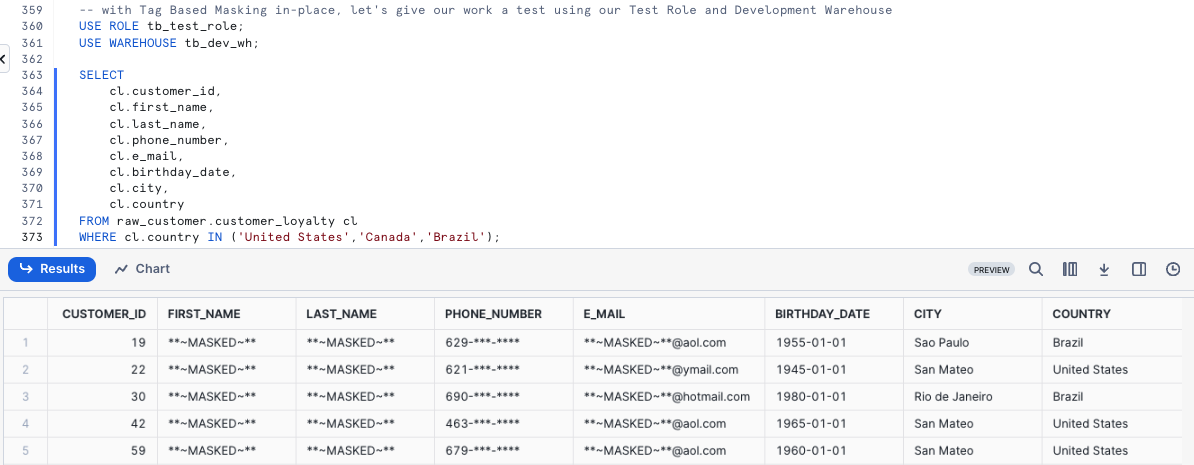 359 -- with Tag Based Masking in-place, let's give our work a test using our Test Role and Development Warehouse
360 USE ROLE tb_test_role;
361 USE WAREHOUSE tb_dev_wh;
362
363 SELECT
364 cl.customer_id,
365 cl.first_name,
366 cl.last_name,
367 cl.phone_number,
368 cl.e_mail,
369 cl.birthday_date,
370 cl.city,
371 cl.country
372 FROM raw_customer.customer_loyalty cl
373 WHERE cl.country IN ('United States','Canada','Brazil');
Results Chart PREVIEW
CUSTOMER_ID FIRST_NAME LAST_NAME PHONE_NUMBER E_MAIL BIRTHDAY_DATE CITY COUNTRY
1 19 **~MASKED~** **~MASKED~** 629-***-**** **~MASKED~**@aol.com 1955-01-01 Sao Paulo Brazil
2 22 **~MASKED~** **~MASKED~** 621-***-**** **~MASKED~**@ymail.com 1945-01-01 San Mateo United States
3 30 **~MASKED~** **~MASKED~** 690-***-**** **~MASKED~**@hotmail.com 1980-01-01 Rio de Janeiro Brazil
4 42 **~MASKED~** **~MASKED~** 463-***-**** **~MASKED~**@aol.com 1965-01-01 San Mateo United States
5 59 **~MASKED~** **~MASKED~** 679-***-**** **~MASKED~**@aol.com 1960-01-01 San Mateo United States